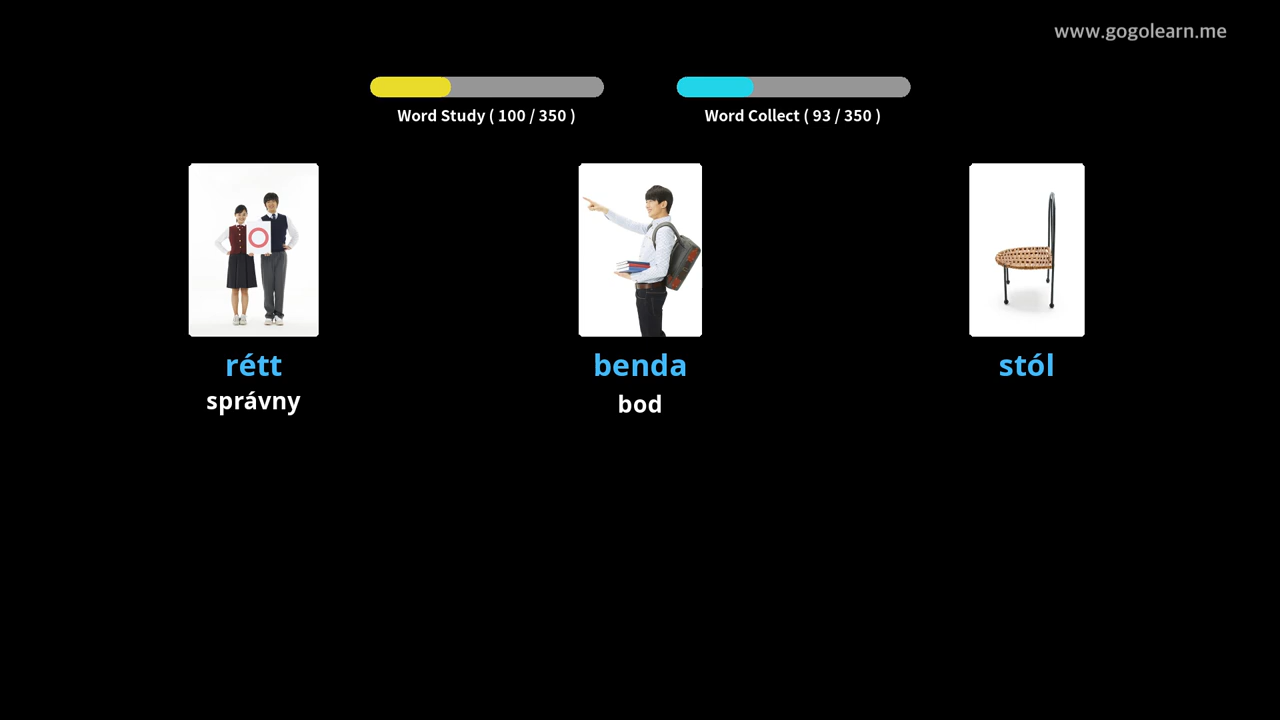 www.gogolearn.me
Word Study ( 100 / 350 )
Word Collect ( 93 / 350 )
rétt
benda
stól
správny
bod